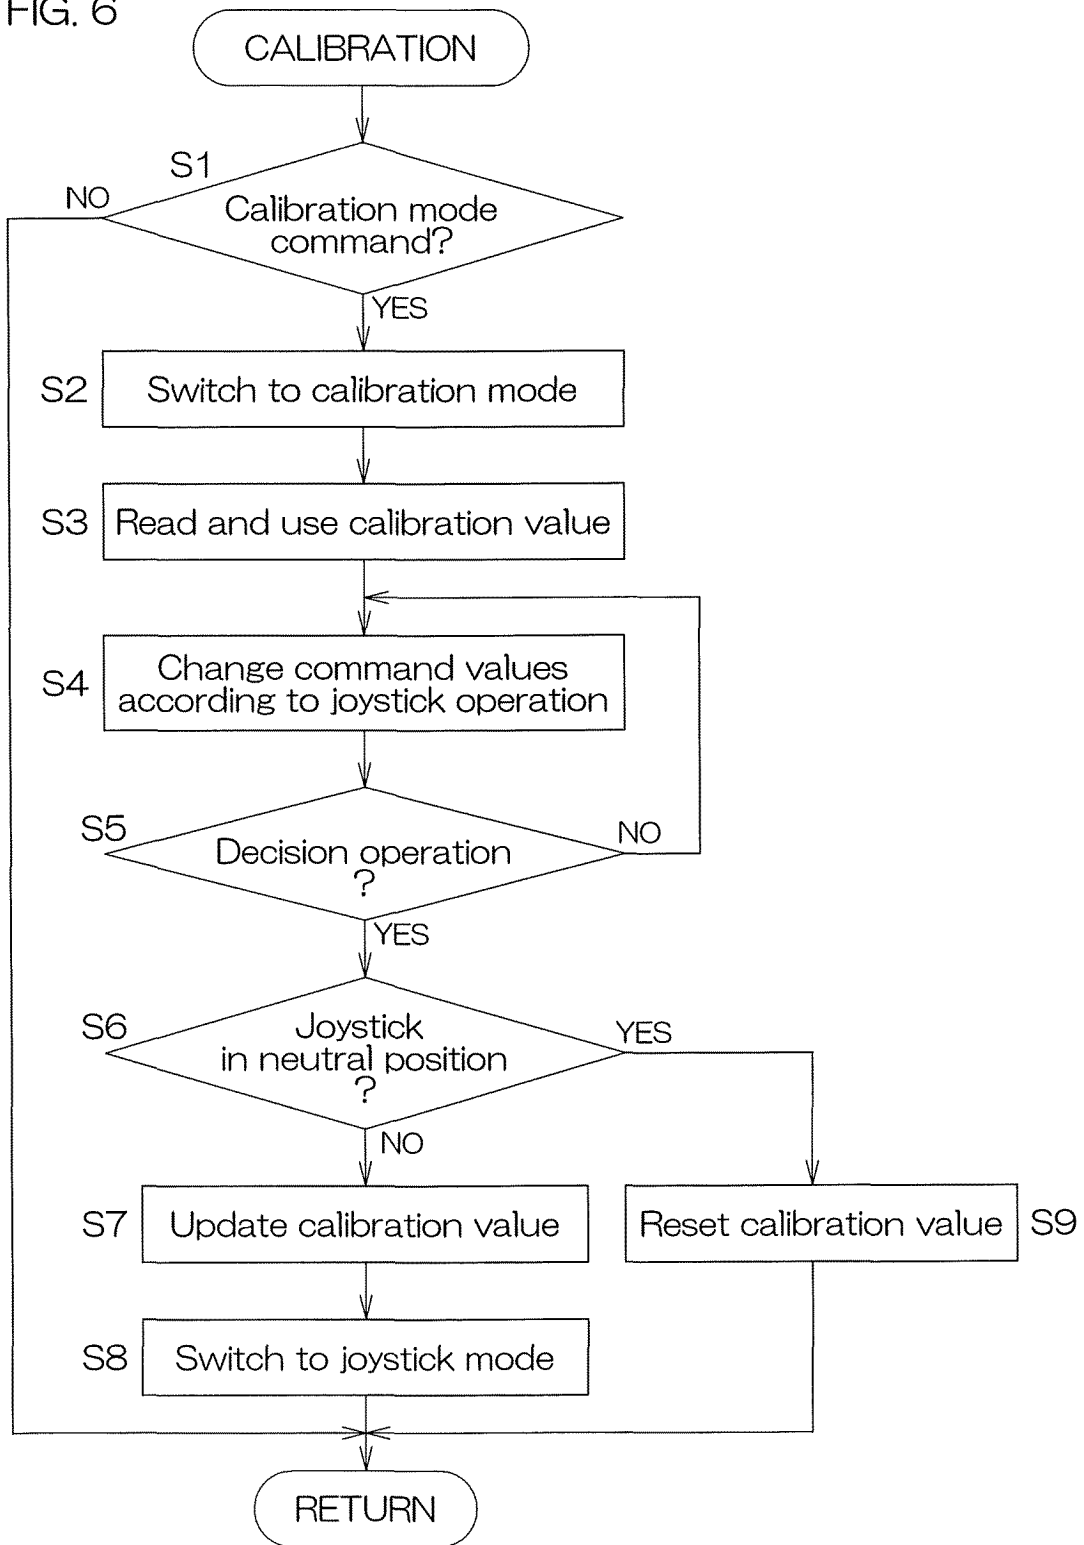 FIG. 6
CALIBRATION
S1
NO
Calibration mode
command?
YES
S2
Switch to calibration mode
S3
Read and use calibration value
S4
Change command values
according to joystick operation
S5
Decision operation
?
NO
YES
S6
Joystick
in neutral position
?
YES
NO
S7
Update calibration value
Reset calibration value
S9
S8
Switch to joystick mode
RETURN